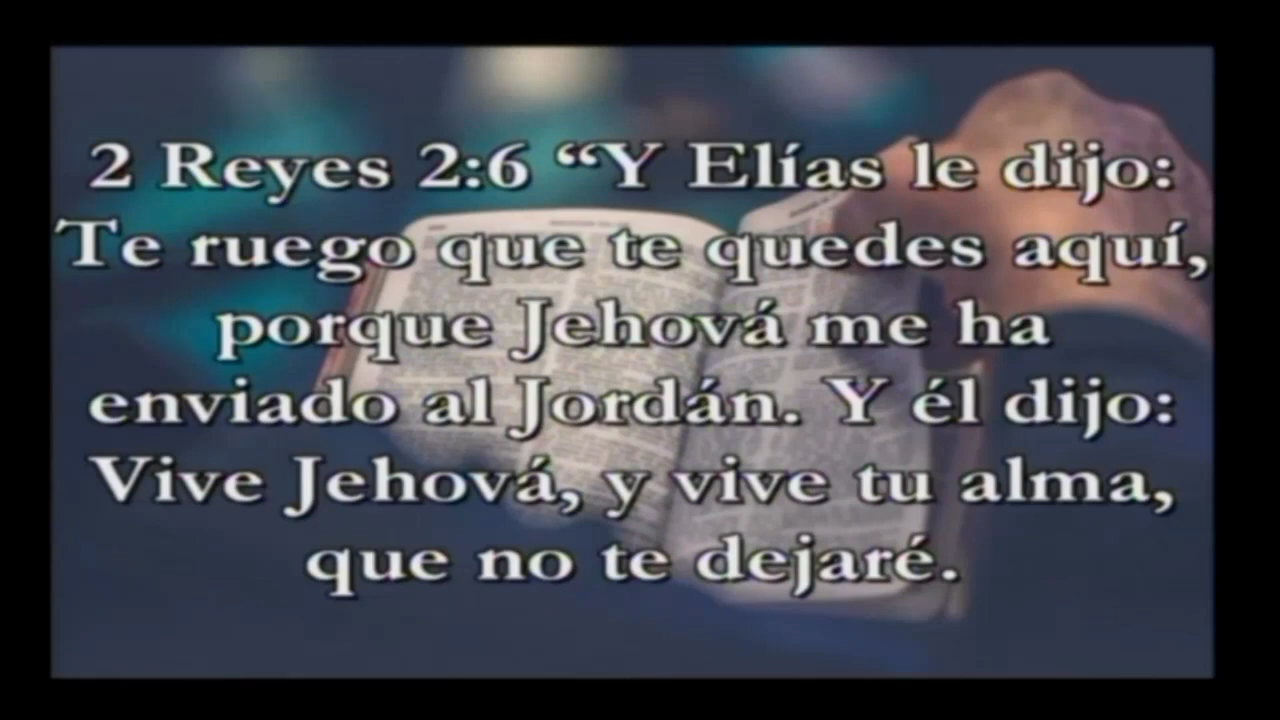 2 Reyes 2:6 “Y Elías le dijo:
Te ruego que te quedes aquí,
porque Jehová me ha
enviado al Jordán. Y él dijo:
Vive Jehová, y vive tu alma,
que no te dejaré.